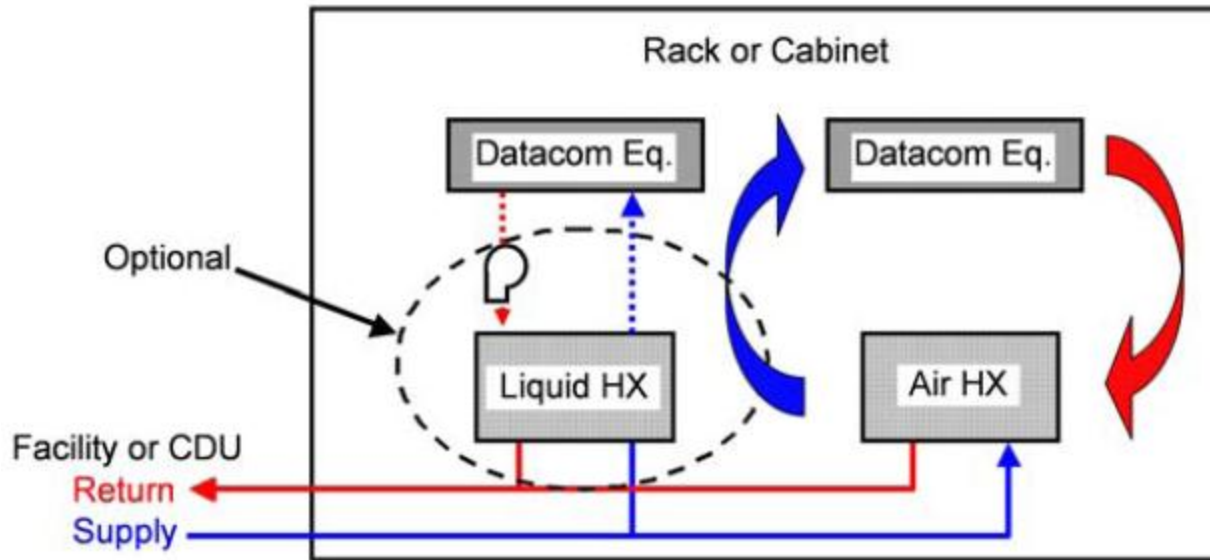 Rack or Cabinet
Datacom Eq.
Datacom Eq.
Optional
Liquid HX
Air HX
Facility or CDU
Return
Supply